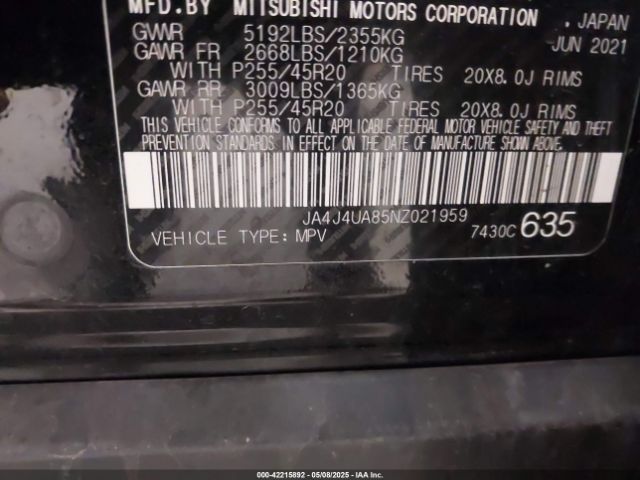 MFD.BY MITSUBISHI MOTORS CORPORATION . JAPAN
GVWR 5192LBS/2355KG JUN 2021
GAWR FR 2668LBS/1210KG
WITH P255/45R20 TIRES 20X8.0J RIMS
GAWR RR 3009LBS/1365KG
WITH P255/45R20 TIRES 20X8.0J RIMS
THIS VEHICLE CONFORMS TO ALL APPLICABLE FEDERAL MOTOR VEHICLE SAFETY AND THEFT
PREVENTION STANDARDS IN EFFECT ON THE DATE OF MANUFACTURE SHOWN ABOVE.
JA4J4UA85NZ021959
VEHICLE TYPE: MPV 7430C 635
000-42215892 - 05/08/2025 - IAA Inc.